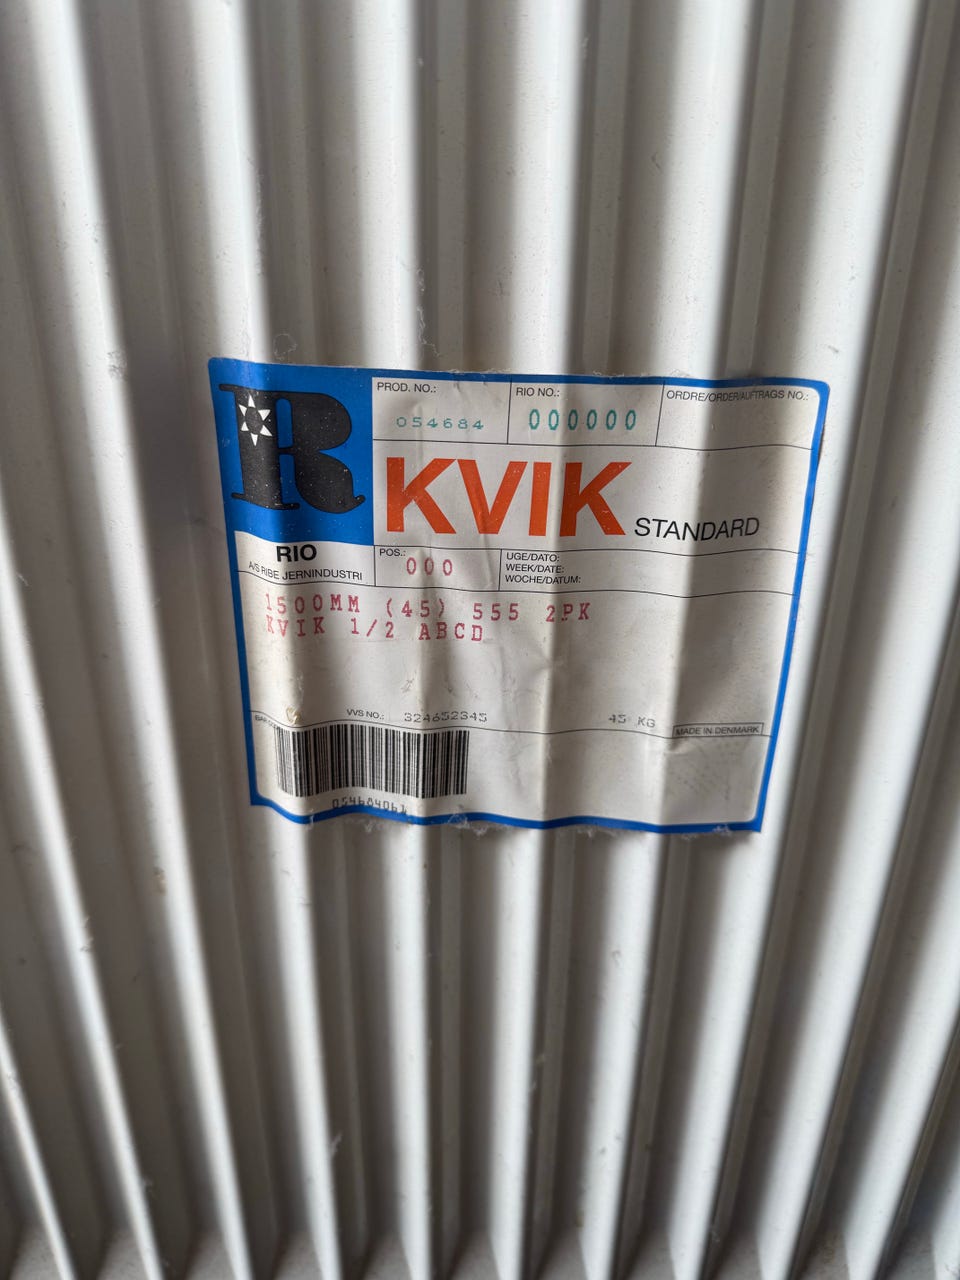 R
PROD. NO.: RIO NO.: ORDRE/ORDER/AUFTRAGS NO.:
054684 000000
KVIK STANDARD
RIO
A/S RIBE JERNINDUSTRI
POS.:
000
UGE/DATO:
WEEK/DATE:
WOCHE/DATUM:
1500MM (45) 555 2PK
KVIK 1/2 ABCD
BAR VVS NO.: 324652345 45 KG MADE IN DENMARK